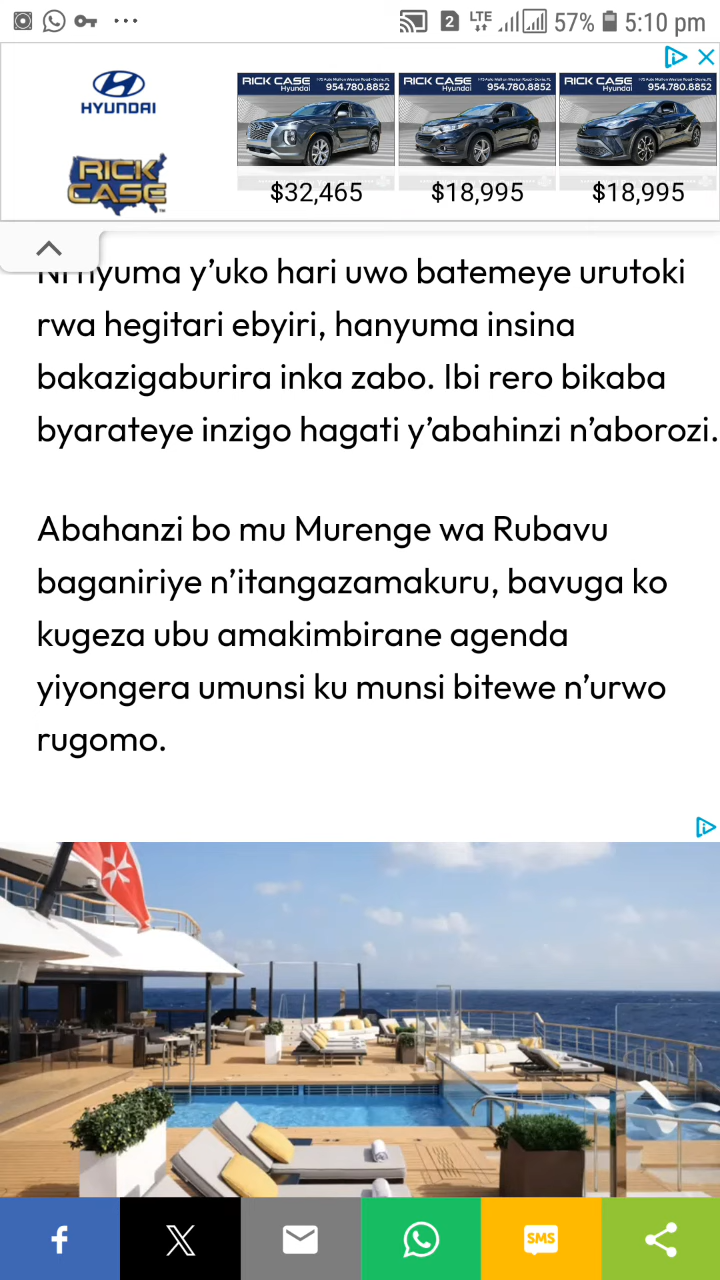 2 LTE 57% 5:10 pm
HYUNDAI
RICK CASE
RICK CASE Hyundai 954.780.8852
RICK CASE Hyundai 954.780.8852
RICK CASE Hyundai 954.780.8852
$32,465 $18,995 $18,995
y’uko hari uwo batemeye urutoki
rwa hegitari ebyiri, hanyuma insina
bakazigaburira inka zabo. Ibi rero bikaba
byarateye inzigo hagati y’abahinzi n’aborozi.
Abahanzi bo mu Murenge wa Rubavu
baganiriye n’itangazamakuru, bavuga ko
kugeza ubu amakimbirane agenda
yiyongera umunsi ku munsi bitewe n’urwo
rugomo.
SMS